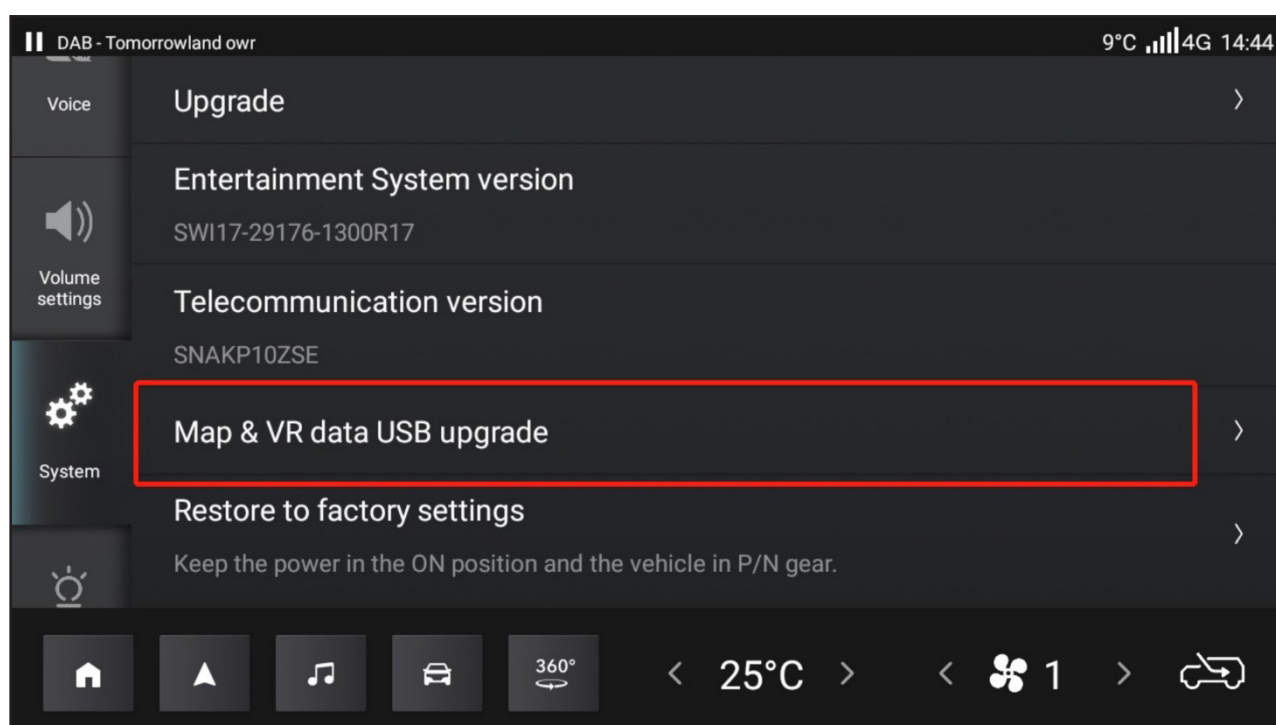 DAB - Tomorrowland owr
9°C 4G 14:44
Voice
Upgrade
Entertainment System version
SWI17-29176-1300R17
Volume
settings
Telecommunication version
SNAKP10ZSE
Map & VR data USB upgrade
System
Restore to factory settings
Keep the power in the ON position and the vehicle in P/N gear.
360°
25°C
1